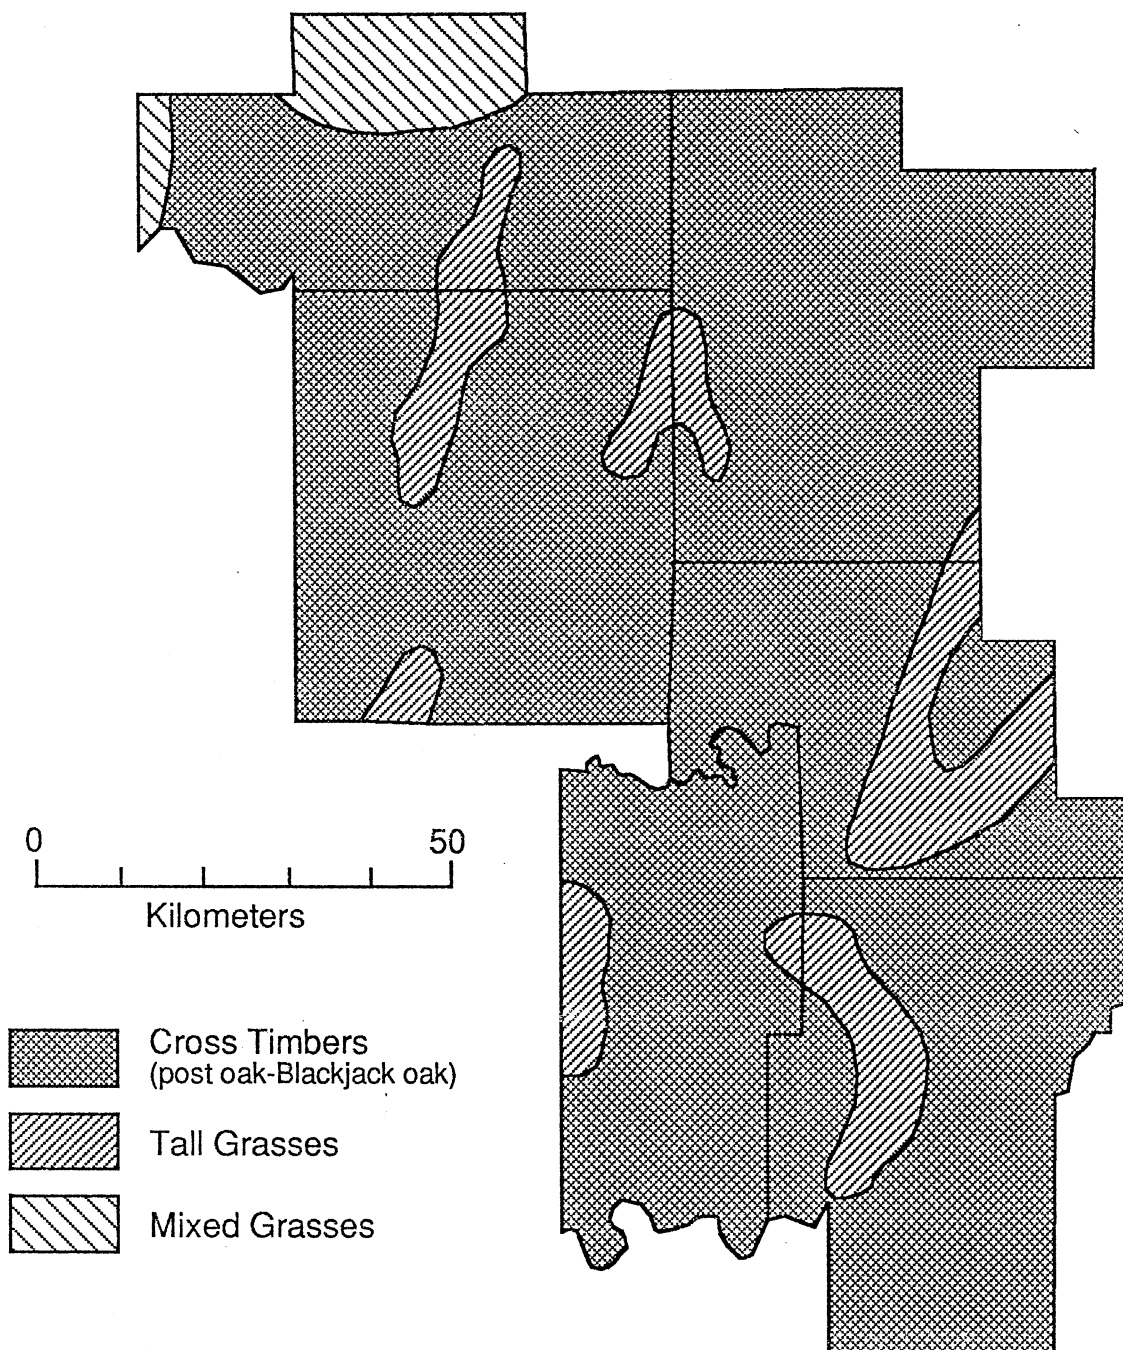 0 50
Kilometers
Cross Timbers
(post oak-Blackjack oak)
Tall Grasses
Mixed Grasses